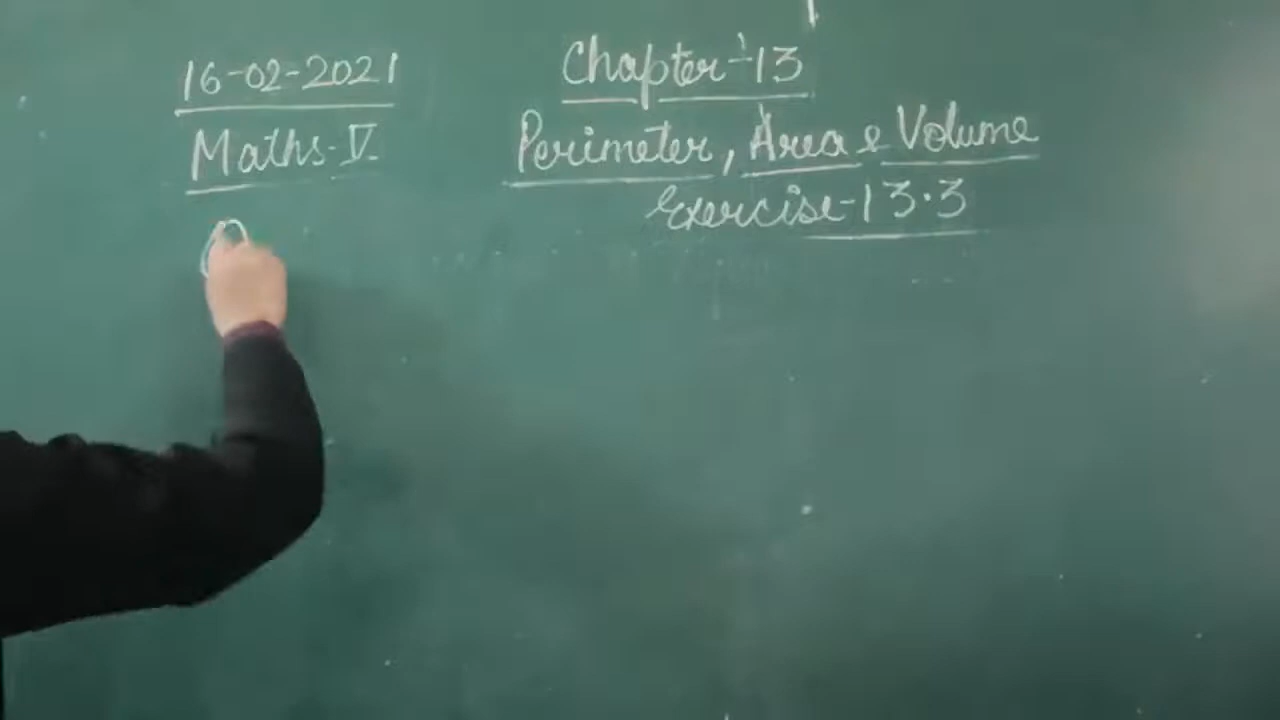 16-02-2021
Maths-V
Chapter-13
Perimeter, Area & Volume
Exercise-13.3